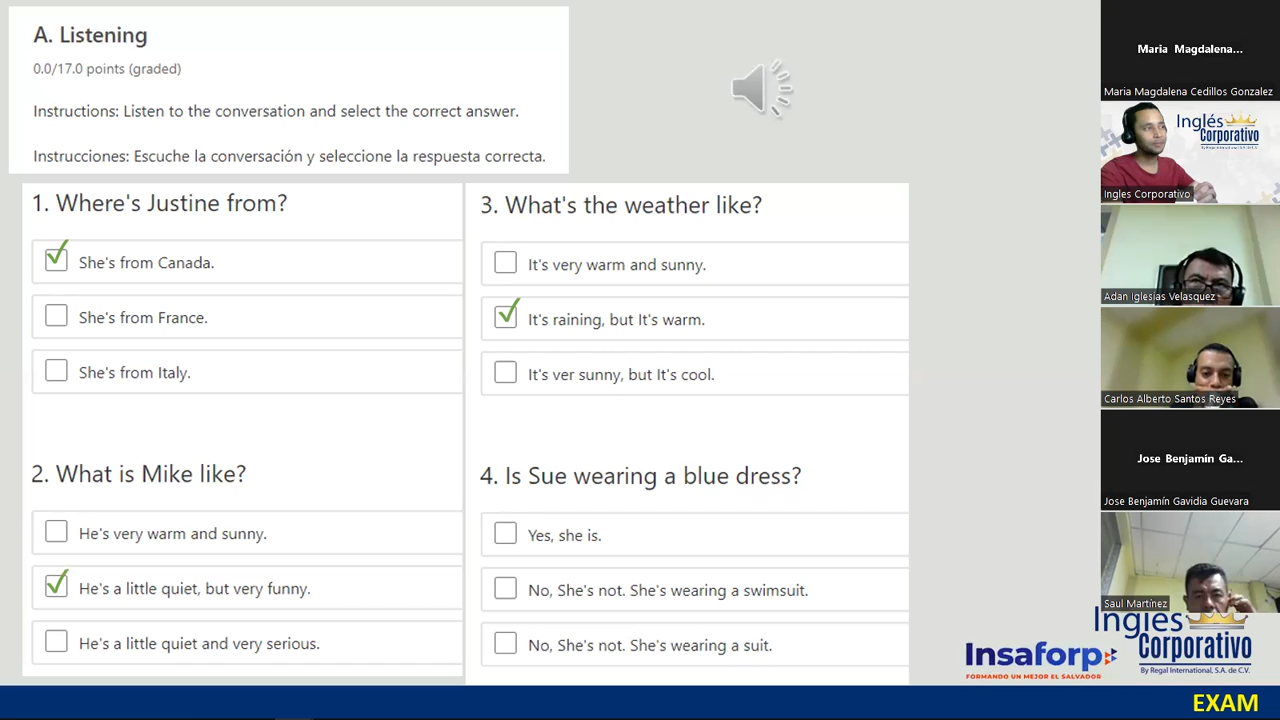 A. Listening
0.0/17.0 points (graded)
Instructions: Listen to the conversation and select the correct answer.
Instrucciones: Escuche la conversación y seleccione la respuesta correcta.
1. Where's Justine from?
She's from Canada.
She's from France.
She's from Italy.
2. What is Mike like?
He's very warm and sunny.
He's a little quiet, but very funny.
He's a little quiet and very serious.
3. What's the weather like?
It's very warm and sunny.
It's raining, but It's warm.
It's ver sunny, but It's cool.
4. Is Sue wearing a blue dress?
Yes, she is.
No, She's not. She's wearing a swimsuit.
No, She's not. She's wearing a suit.
Maria Magdalena...
Maria Magdalena Cedillos Gonzalez
Inglés
Corporativo
By Regal International, S.A. de C.V.
Ingles Corporativo
Adan Iglesias Velasquez
Carlos Alberto Santos Reyes
Jose Benjamín Ga...
Jose Benjamín Gavidia Guevara
Saul Martínez
Insaforp
FORMANDO UN MEJOR EL SALVADOR
Inglés
Corporativo
By Regal International, S.A. de C.V.
EXAM